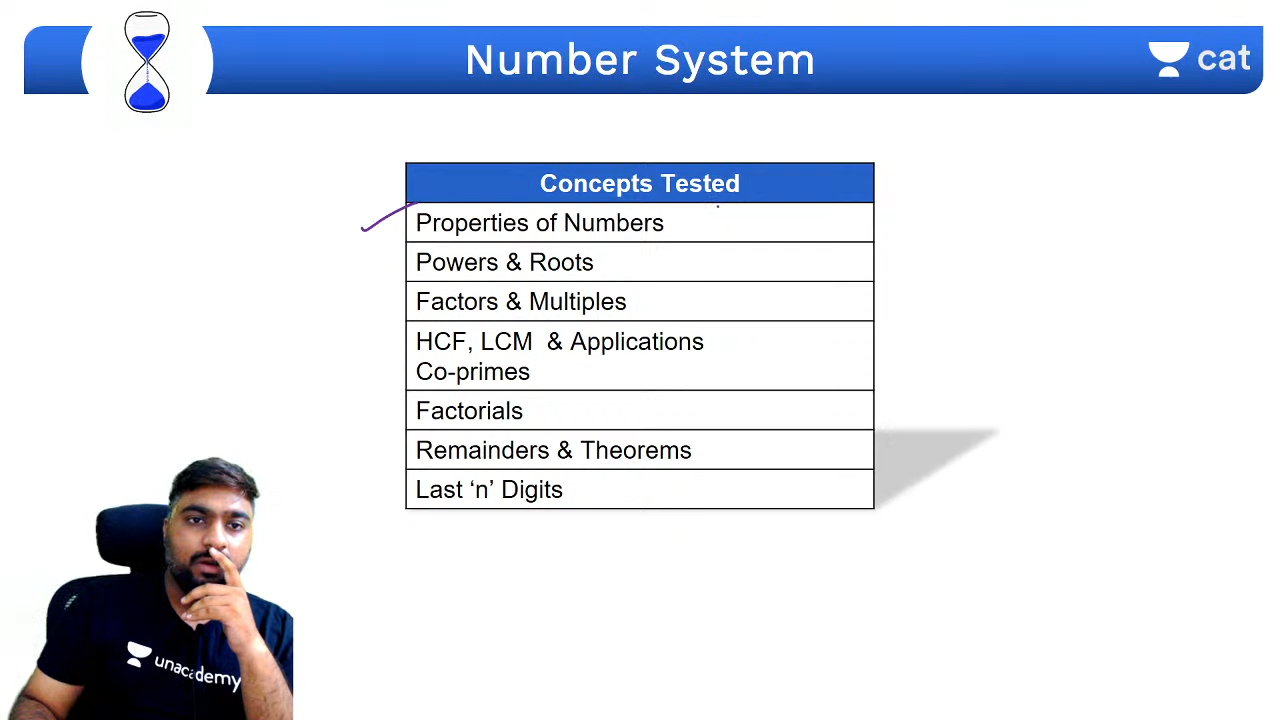 Number System
cat
Concepts Tested
Properties of Numbers
Powers & Roots
Factors & Multiples
HCF, LCM & Applications
Co-primes
Factorials
Remainders & Theorems
Last ‘n’ Digits
unacademy